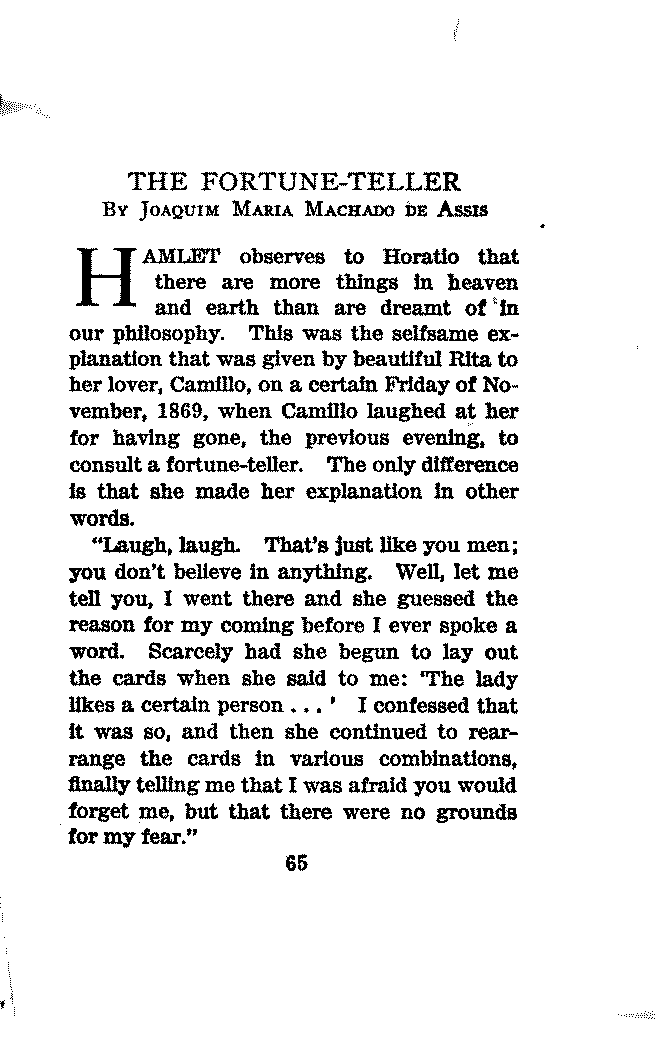 THE FORTUNE-TELLER
BY JOAQUIM MARIA MACHADO DE ASSIS
HAMLET observes to Horatio that
there are more things in heaven
and earth than are dreamt of in
our philosophy. This was the selfsame ex-
planation that was given by beautiful Rita to
her lover, Camillo, on a certain Friday of No-
vember, 1869, when Camillo laughed at her
for having gone, the previous evening, to
consult a fortune-teller. The only difference
is that she made her explanation in other
words.
"Laugh, laugh. That's just like you men;
you don't believe in anything. Well, let me
tell you, I went there and she guessed the
reason for my coming before I ever spoke a
word. Scarcely had she begun to lay out
the cards when she said to me: 'The lady
likes a certain person . . . ' I confessed that
it was so, and then she continued to rear-
range the cards in various combinations,
finally telling me that I was afraid you would
forget me, but that there were no grounds
for my fear."
65